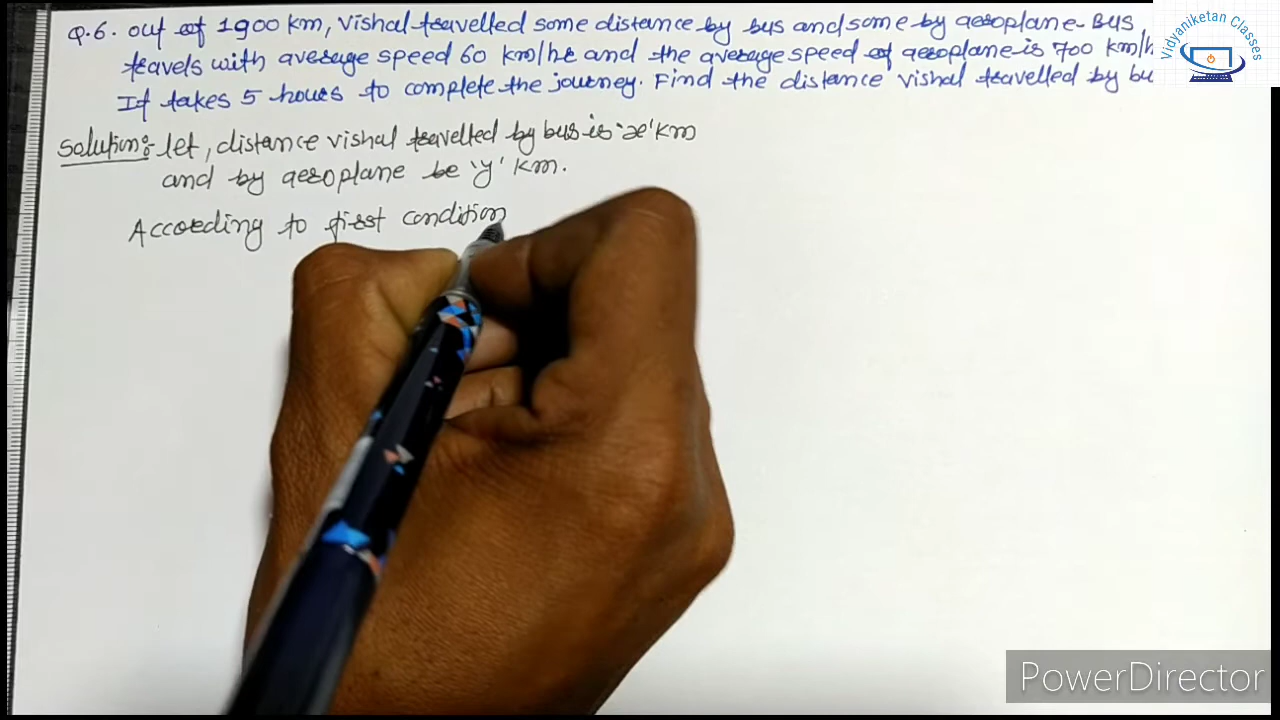 Q.6. out of 1900 km, Vishal travelled some distance by bus and some by aeroplane. Bus
travels with average speed 60 km/hr and the average speed of aeroplane is 700 km/h
It takes 5 hours to complete the journey. Find the distance vishal travelled by bu
Solution:- let, distance vishal travelled by bus is 'x' km
and by aeroplane be 'y' km.
According to first condition
Vidyaniketan Classes
PowerDirector